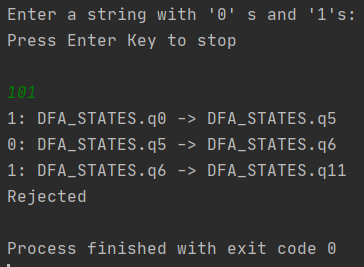 Enter a string with '0' s and '1's:
Press Enter Key to stop
101
1: DFA_STATES.q0 -> DFA_STATES.q5
0: DFA_STATES.q5 -> DFA_STATES.q6
1: DFA_STATES.q6 -> DFA_STATES.q11
Rejected
Process finished with exit code 0